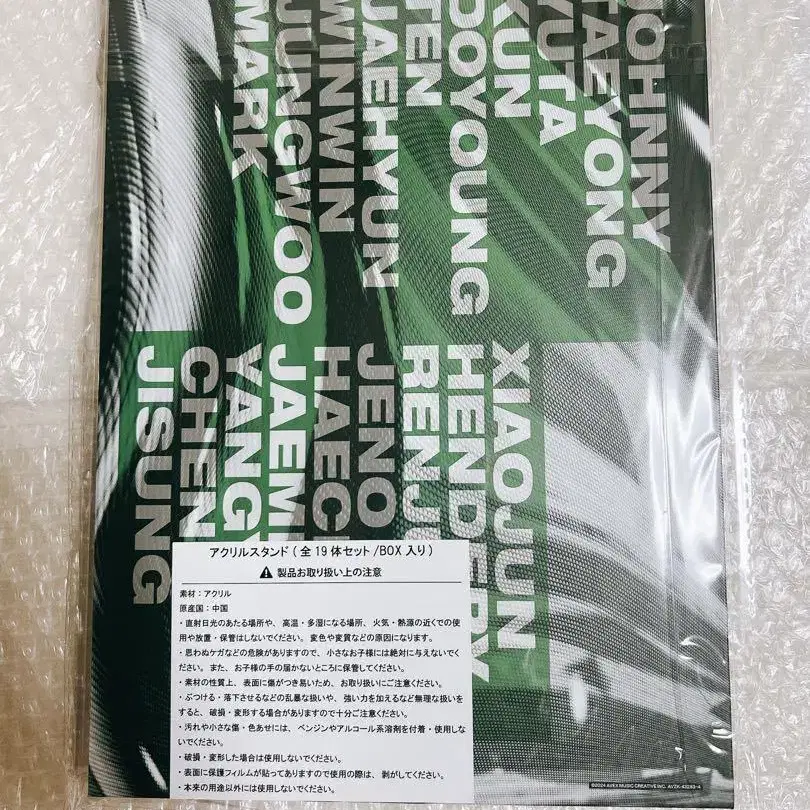 JOHNNY
TAEYONG
YUTA
KUN
DOYOUNG
TEN
JAEHYUN
WINWIN
JUNGWOO
MARK
XIAOJUN
HENDERY
RENJU
JENO
HAEC
JAEMI
YANGY
CHEN
JISUNG
アクリルスタンド(全19体セット/BOX入り)
⚠ 製品お取り扱い上の注意
素材:アクリル
原産国:中国
・直射日光のあたる場所や、高温・多湿になる場所、火気・熱源の近くでの使
用や放置・保管はしないでください。変色や変質などの原因になります。
・思わぬケガなどの危険がありますので、小さなお子様には絶対に与えないでく
ださい。また、お子様の手の届かないところに保管してください。
・素材の性質上、表面に傷がつき易いため、お取り扱いにご注意ください。
・ぶつける・落下させるなどの乱暴な扱いや、強い力を加えるなど無理な扱いを
すると、破損・変形する場合がありますので十分ご注意ください。
・汚れや小さな傷・色あせには、ベンジンやアルコール系溶剤を付着・使用しな
いでください。
・破損・変形した場合は使用しないでください。
・表面に保護フィルムが貼ってありますので使用の際は、剥がしてください。
・本来の用途以外には使用しないでください。
©2024 AVEX MUSIC CREATIVE INC.